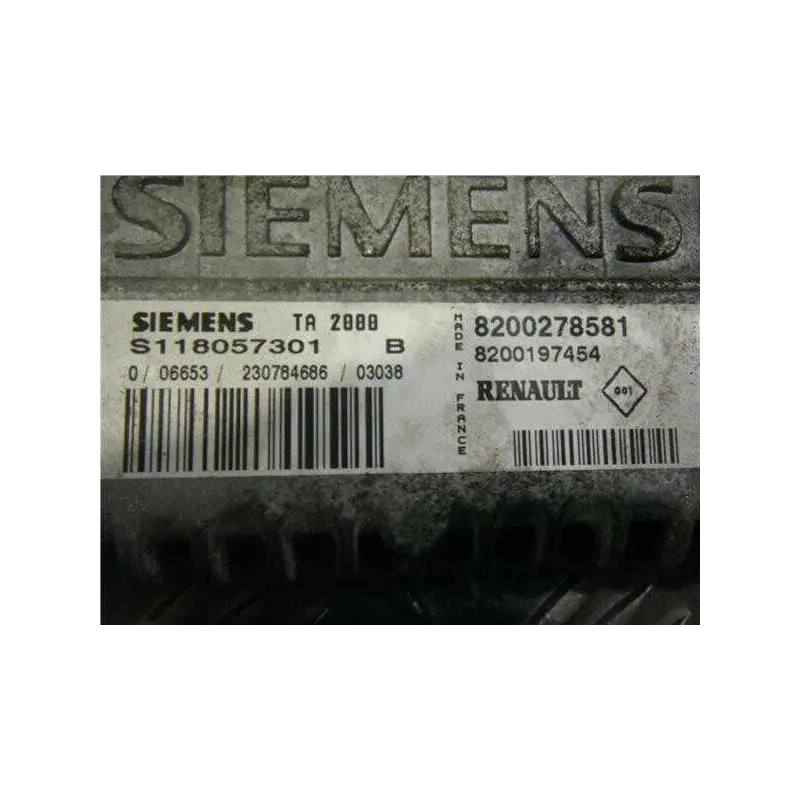 SIEMENS
SIEMENS TA 2000
S118057301 B
0/ 06653/ 230784686/ 03038
MADE IN FRANCE
8200278581
8200197454
RENAULT 001